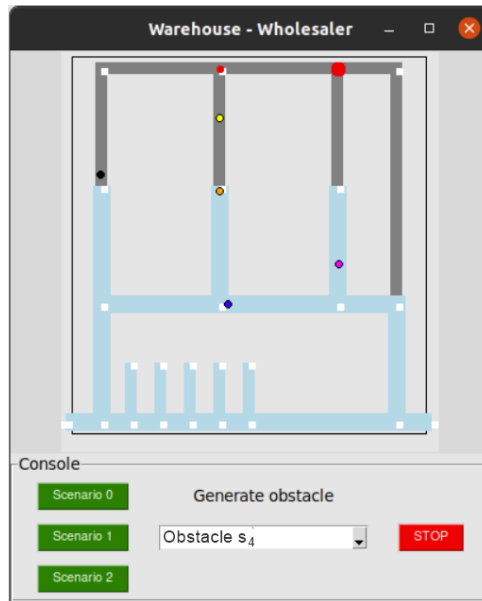 Warehouse - Wholesaler
Console
Scenario 0
Generate obstacle
Scenario 1
Obstacle s4
STOP
Scenario 2